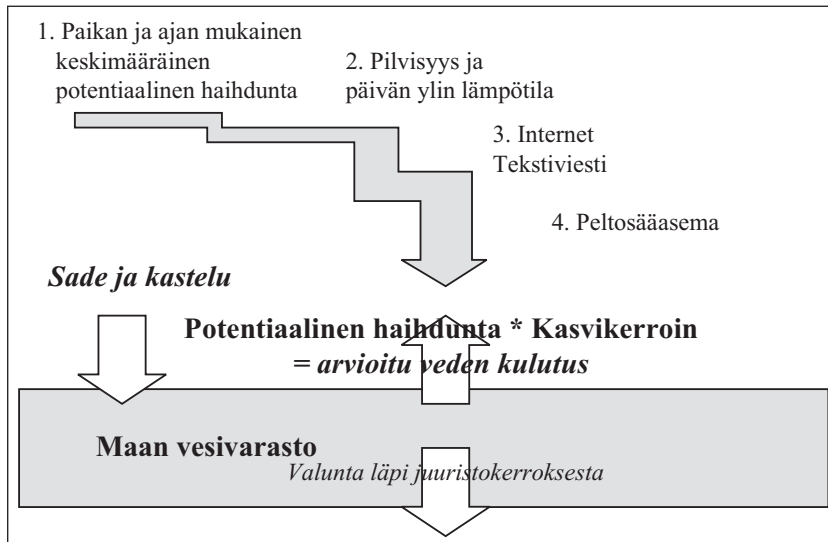 1. Paikan ja ajan mukainen
keskimääräinen
potentiaalinen haihdunta
2. Pilvisyys ja
päivän ylin lämpötila
3. Internet
Tekstiviesti
4. Peltosääasema
Sade ja kastelu
Potentiaalinen haihdunta * Kasvikerroin
= arvioitu veden kulutus
Maan vesivarasto
Valunta läpi juuristokerroksesta